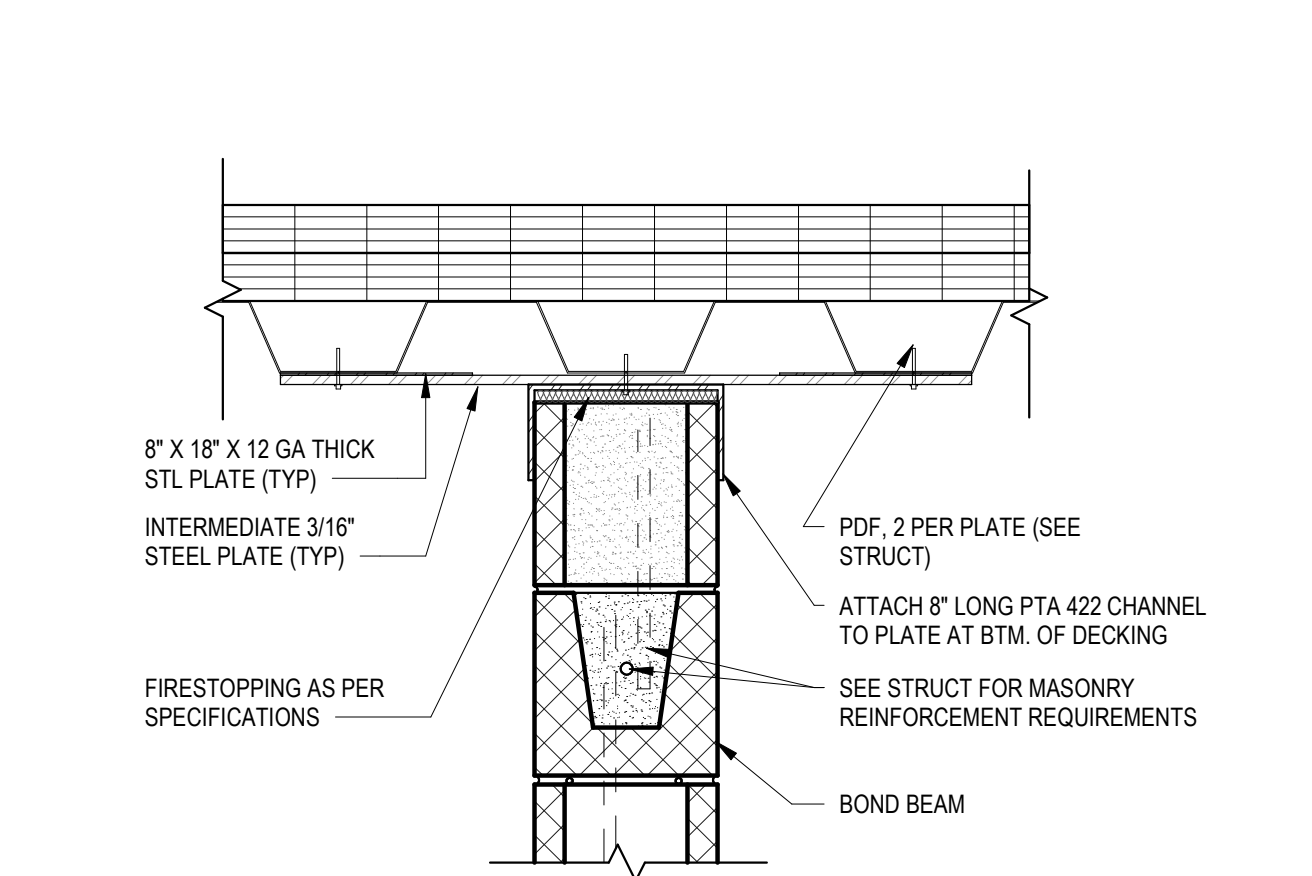 8" X 18" X 12 GA THICK
STL PLATE (TYP)
INTERMEDIATE 3/16"
STEEL PLATE (TYP)
FIRESTOPPING AS PER
SPECIFICATIONS
PDF, 2 PER PLATE (SEE
STRUCT)
ATTACH 8" LONG PTA 422 CHANNEL
TO PLATE AT BTM. OF DECKING
SEE STRUCT FOR MASONRY
REINFORCEMENT REQUIREMENTS
BOND BEAM